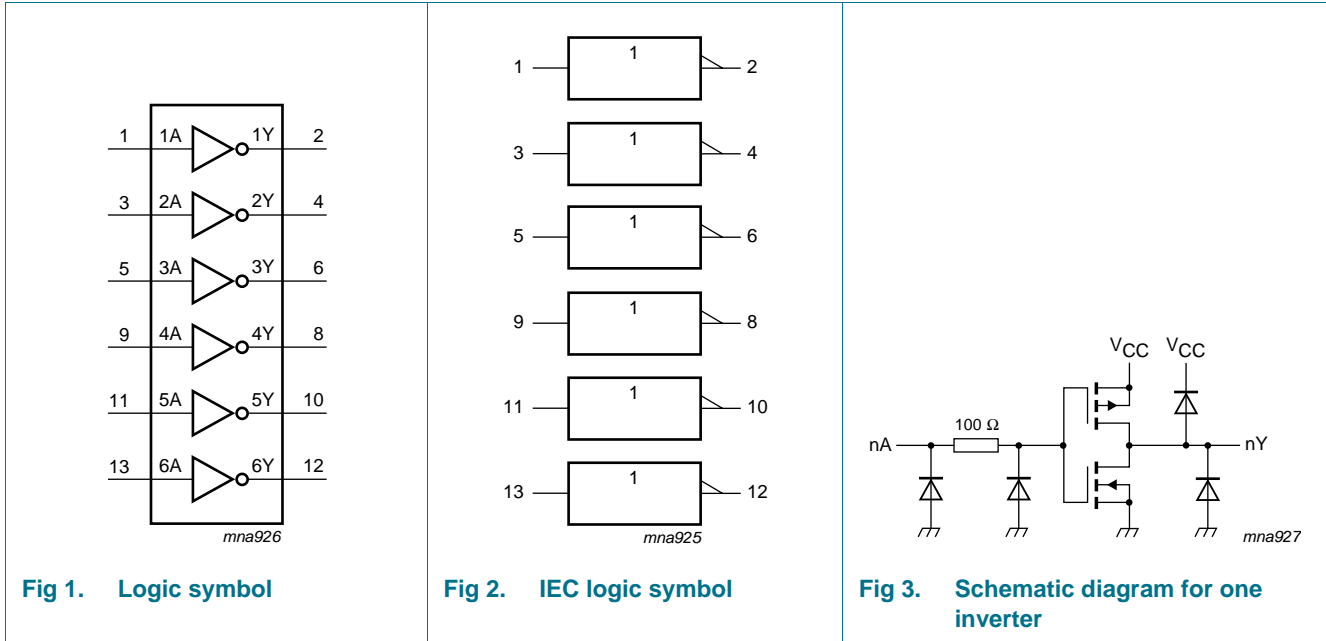 1 1A 1Y 2
3 2A 2Y 4
5 3A 3Y 6
9 4A 4Y 8
11 5A 5Y 10
13 6A 6Y 12
mna926
Fig 1. Logic symbol
1 1 2
3 1 4
5 1 6
9 1 8
11 1 10
13 1 12
mna925
Fig 2. IEC logic symbol
VCC VCC
100 Ω
nA nY
mna927
Fig 3. Schematic diagram for one
inverter